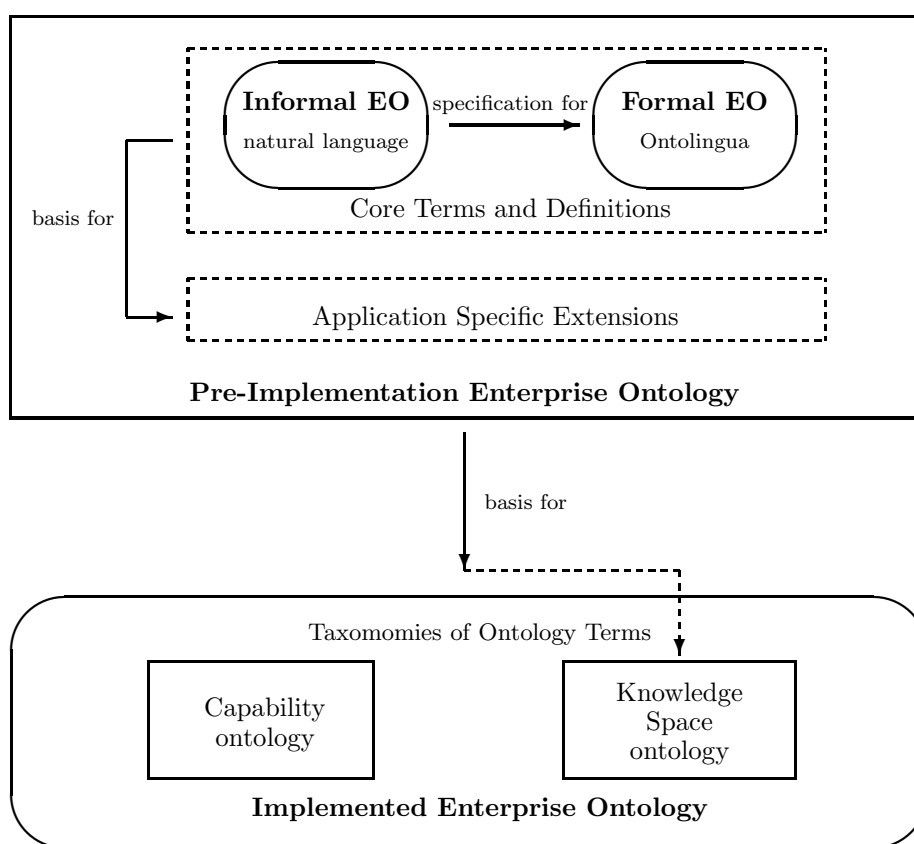 Informal EO
specification for
Formal EO
natural language
Ontolingua
Core Terms and Definitions
basis for
Application Specific Extensions
Pre-Implementation Enterprise Ontology
basis for
Taxomomies of Ontology Terms
Capability
ontology
Knowledge
Space
ontology
Implemented Enterprise Ontology